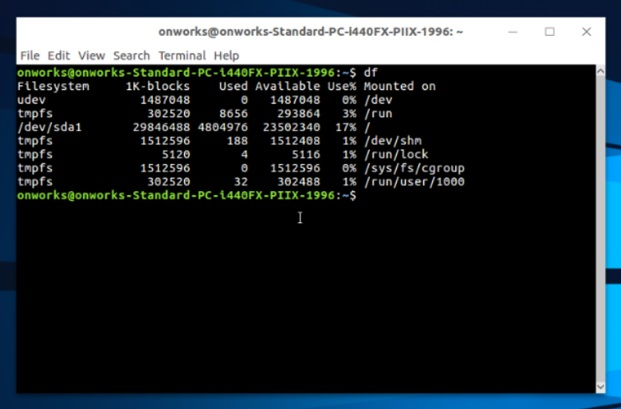 onworks@onworks-Standard-PC-i440FX-PIIX-1996: ~
File Edit View Search Terminal Help
onworks@onworks-Standard-PC-i440FX-PIIX-1996:~$ df
Filesystem     1K-blocks    Used Available Use% Mounted on
udev             1487048       0   1487048   0% /dev
tmpfs             302520    8656    293864   3% /run
/dev/sda1       29846488 4804976  23502340  17% /
tmpfs            1512596     188   1512408   1% /dev/shm
tmpfs               5120       4      5116   1% /run/lock
tmpfs            1512596       0   1512596   0% /sys/fs/cgroup
tmpfs             302520      32    302488   1% /run/user/1000
onworks@onworks-Standard-PC-i440FX-PIIX-1996:~$